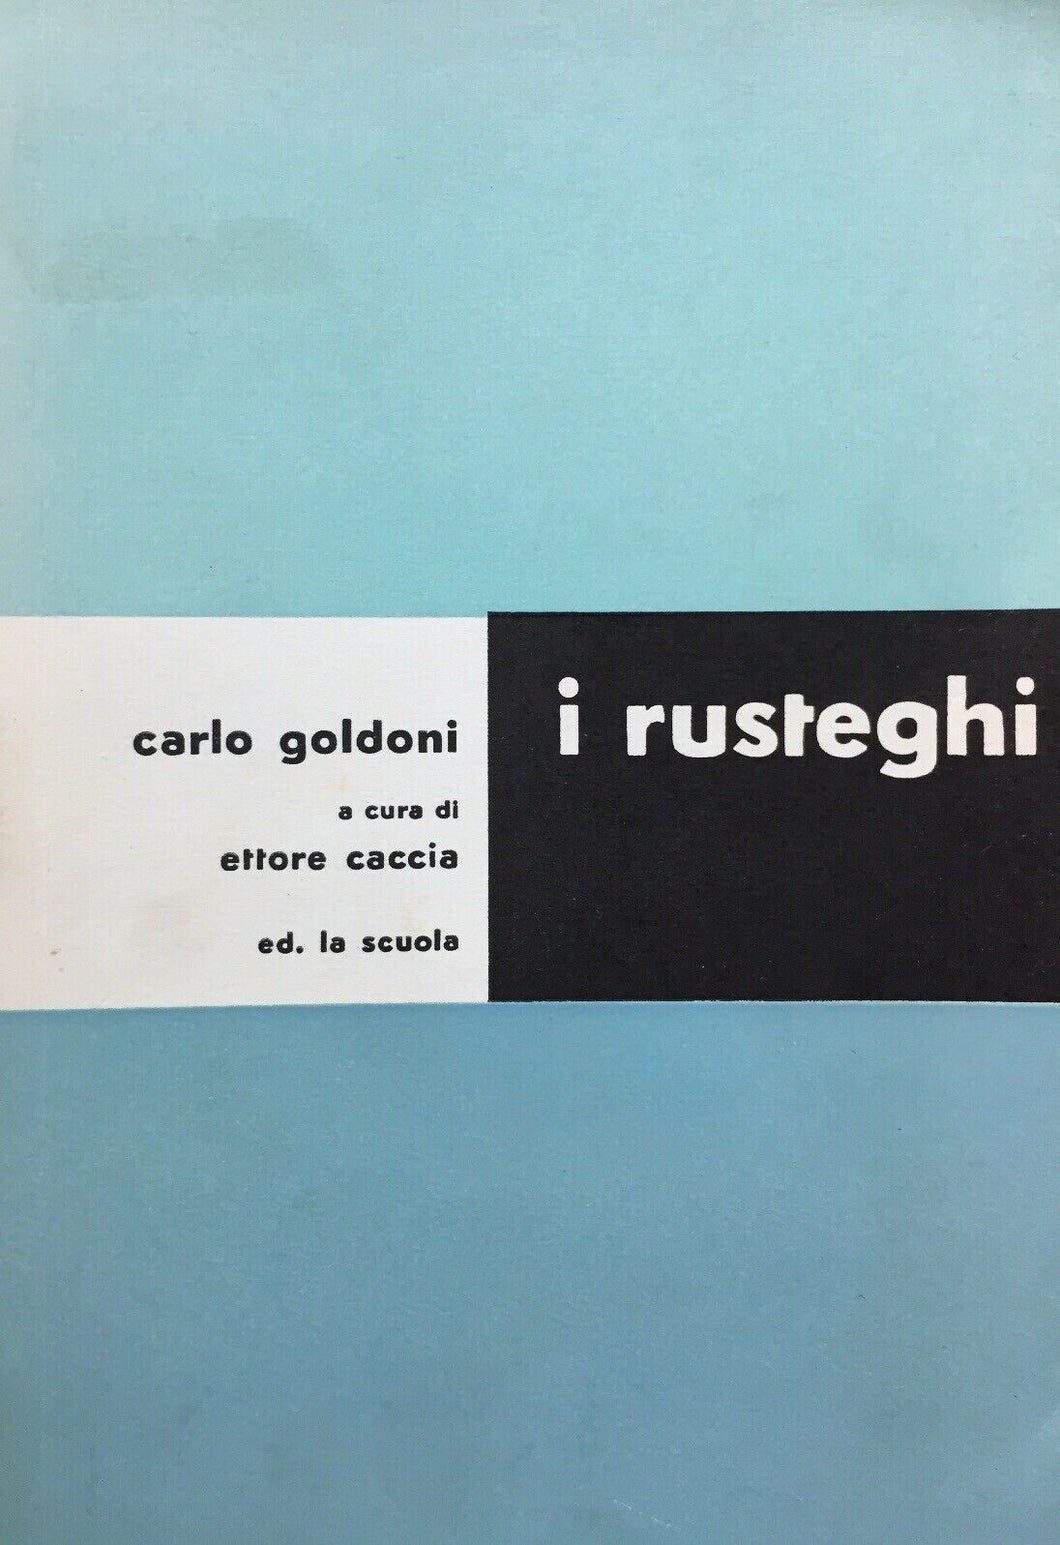 carlo goldoni
i rusteghi
a cura di
ettore caccia
ed. la scuola